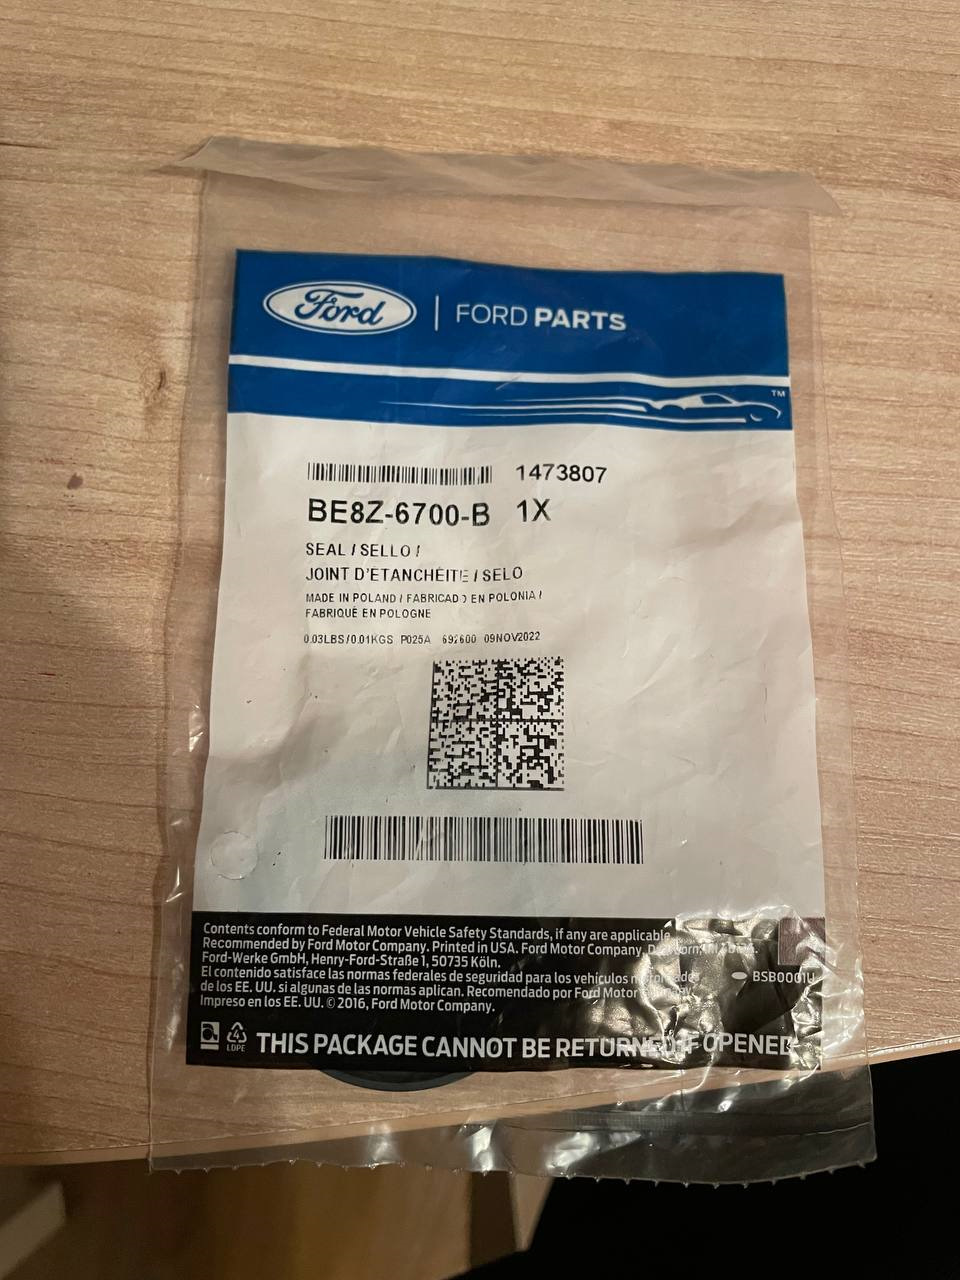 Ford | FORD PARTS
TM
1473807
BE8Z-6700-B 1X
SEAL / SELLO /
JOINT D'ÉTANCHÉITÉ / SELO
MADE IN POLAND / FABRICADO EN POLONIA /
FABRIQUÉ EN POLOGNE
0.03LBS/0.01KGS P025A 692600 09NOV2022
Contents conform to Federal Motor Vehicle Safety Standards, if any are applicable.
Recommended by Ford Motor Company. Printed in USA. Ford Motor Company,
Ford-Werke GmbH, Henry-Ford-Straße 1, 50735 Köln.
El contenido satisface las normas federales de seguridad para los vehículos
de los EE. UU. si algunas de las normas aplican. Recomendado por Ford Motor
BSB0001U
Impreso en los EE. UU. © 2016, Ford Motor Company.
4
LDPE
THIS PACKAGE CANNOT BE RETURNED IF OPENED